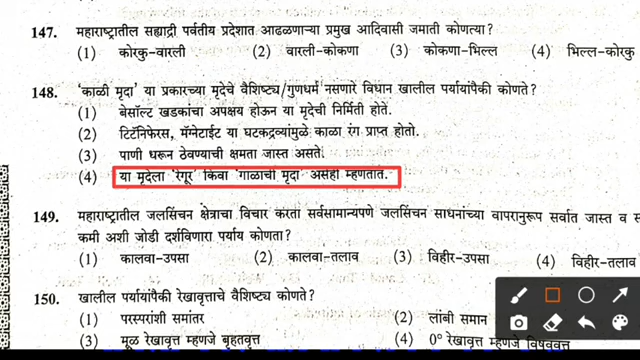 147. महाराष्ट्रातील सह्याद्री पर्वतीय प्रदेशात आढळणाऱ्या प्रमुख आदिवासी जमाती कोणत्या ?
(1) कोरकु-वारली (2) वारली-कोकणा (3) कोकणा-भिल्ल (4) भिल्ल-कोरकु
148. 'काळी मृदा' या प्रकारच्या मृदेचे वैशिष्ट्य/गुणधर्म नसणारे विधान खालील पर्यायांपैकी कोणते ?
(1) बेसॉल्ट खडकांचा अपक्षय होऊन या मृदेची निर्मिती होते.
(2) टिटॅनिफेरस, मॅग्नेटाईट या घटकद्रव्यांमुळे काळा रंग प्राप्त होतो.
(3) पाणी धरून ठेवण्याची क्षमता जास्त असते.
(4) या मृदेला 'रेगूर' किंवा 'गाळाची मृदा' असेही म्हणतात.
149. महाराष्ट्रातील जलसिंचन क्षेत्राचा विचार करता सर्वसामान्यपणे जलसिंचन साधनांच्या वापरानुरूप सर्वात जास्त व
कमी अशी जोडी दर्शविणारा पर्याय कोणता ?
(1) कालवा-उपसा (2) कालवा-तलाव (3) विहीर-उपसा (4) विहीर-तलाव
150. खालील पर्यायांपैकी रेखावृत्ताचे वैशिष्ट्य कोणते ?
(1) परस्परांशी समांतर (2) लांबी समान
(3) मूळ रेखावृत्त म्हणजे बृहतवृत्त (4) 0° रेखावृत्त म्हणजे विषुववृत्त